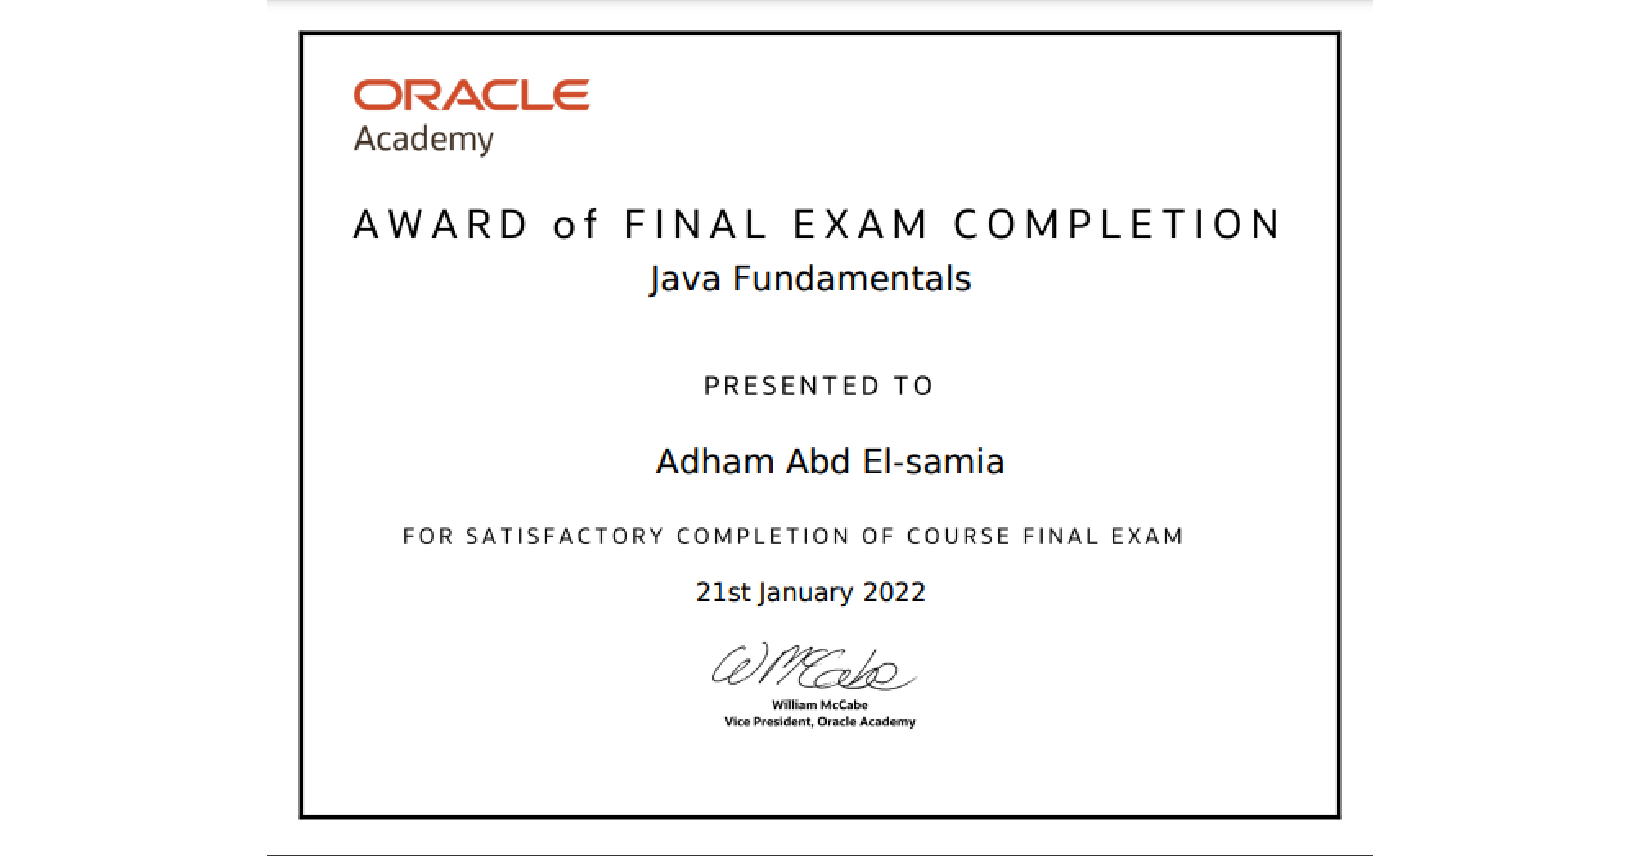 ORACLE
Academy
AWARD of FINAL EXAM COMPLETION
Java Fundamentals
PRESENTED TO
Adham Abd El-samia
FOR SATISFACTORY COMPLETION OF COURSE FINAL EXAM
21st January 2022
W McCabe
William McCabe
Vice President, Oracle Academy